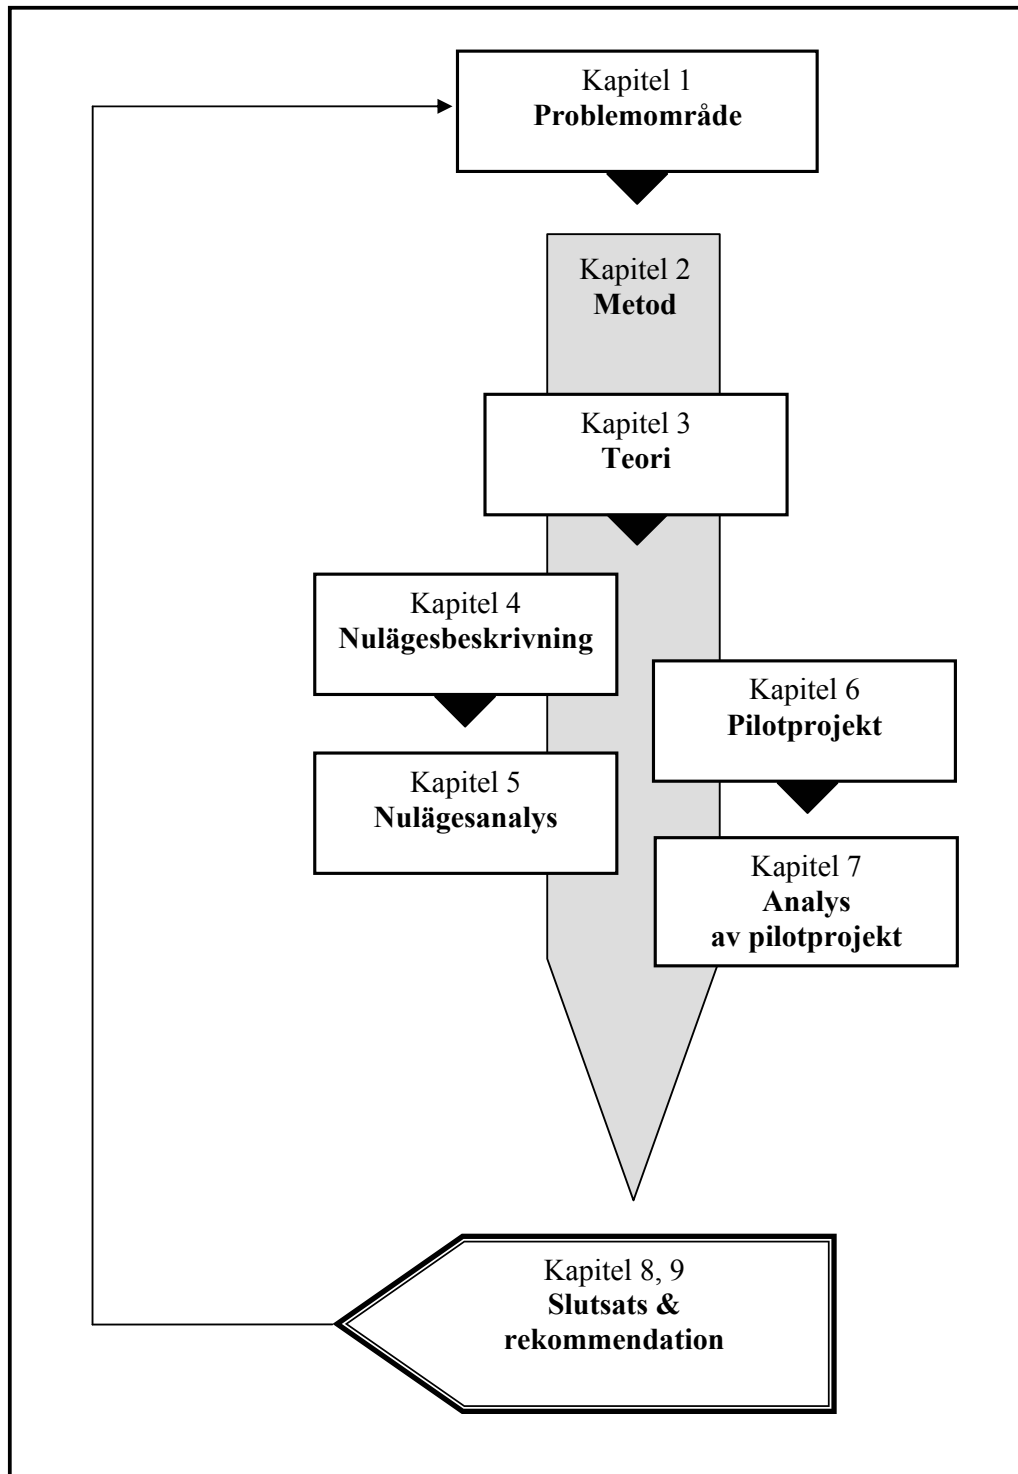 Kapitel 1
Problemområde
Kapitel 2
Metod
Kapitel 3
Teori
Kapitel 4
Nulägesbeskrivning
Kapitel 5
Nulägesanalys
Kapitel 6
Pilotprojekt
Kapitel 7
Analys
av pilotprojekt
Kapitel 8, 9
Slutsats &
rekommendation